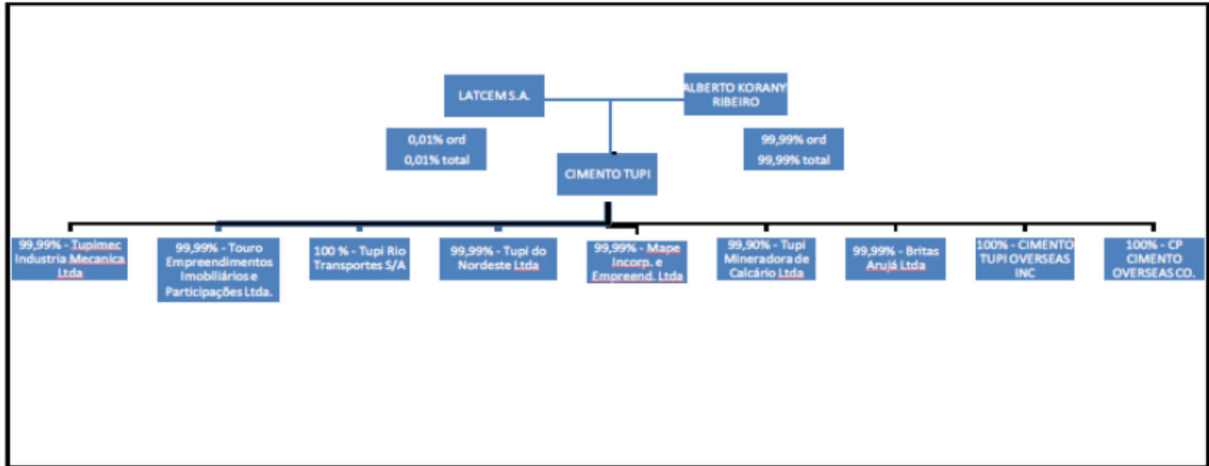 LATCEM S.A.
ALBERTO KORANY
RIBEIRO
0,01% ord
0,01% total
99,99% ord
99,99% total
CIMENTO TUPI
99,99% - Tupimec
Industria Mecanica
Ltda
99,99% - Touro
Empreendimentos
Imobiliários e
Participações Ltda.
100 % - Tupi Rio
Transportes S/A
99,99% - Tupi do
Nordeste Ltda
99,99% - Mape
Incorp. e
Empreend. Ltda
99,90% - Tupi
Mineradora de
Calcário Ltda
99,99% - Britas
Arujá Ltda
100% - CIMENTO
TUPI OVERSEAS
INC
100% - CP
CIMENTO
OVERSEAS CO.